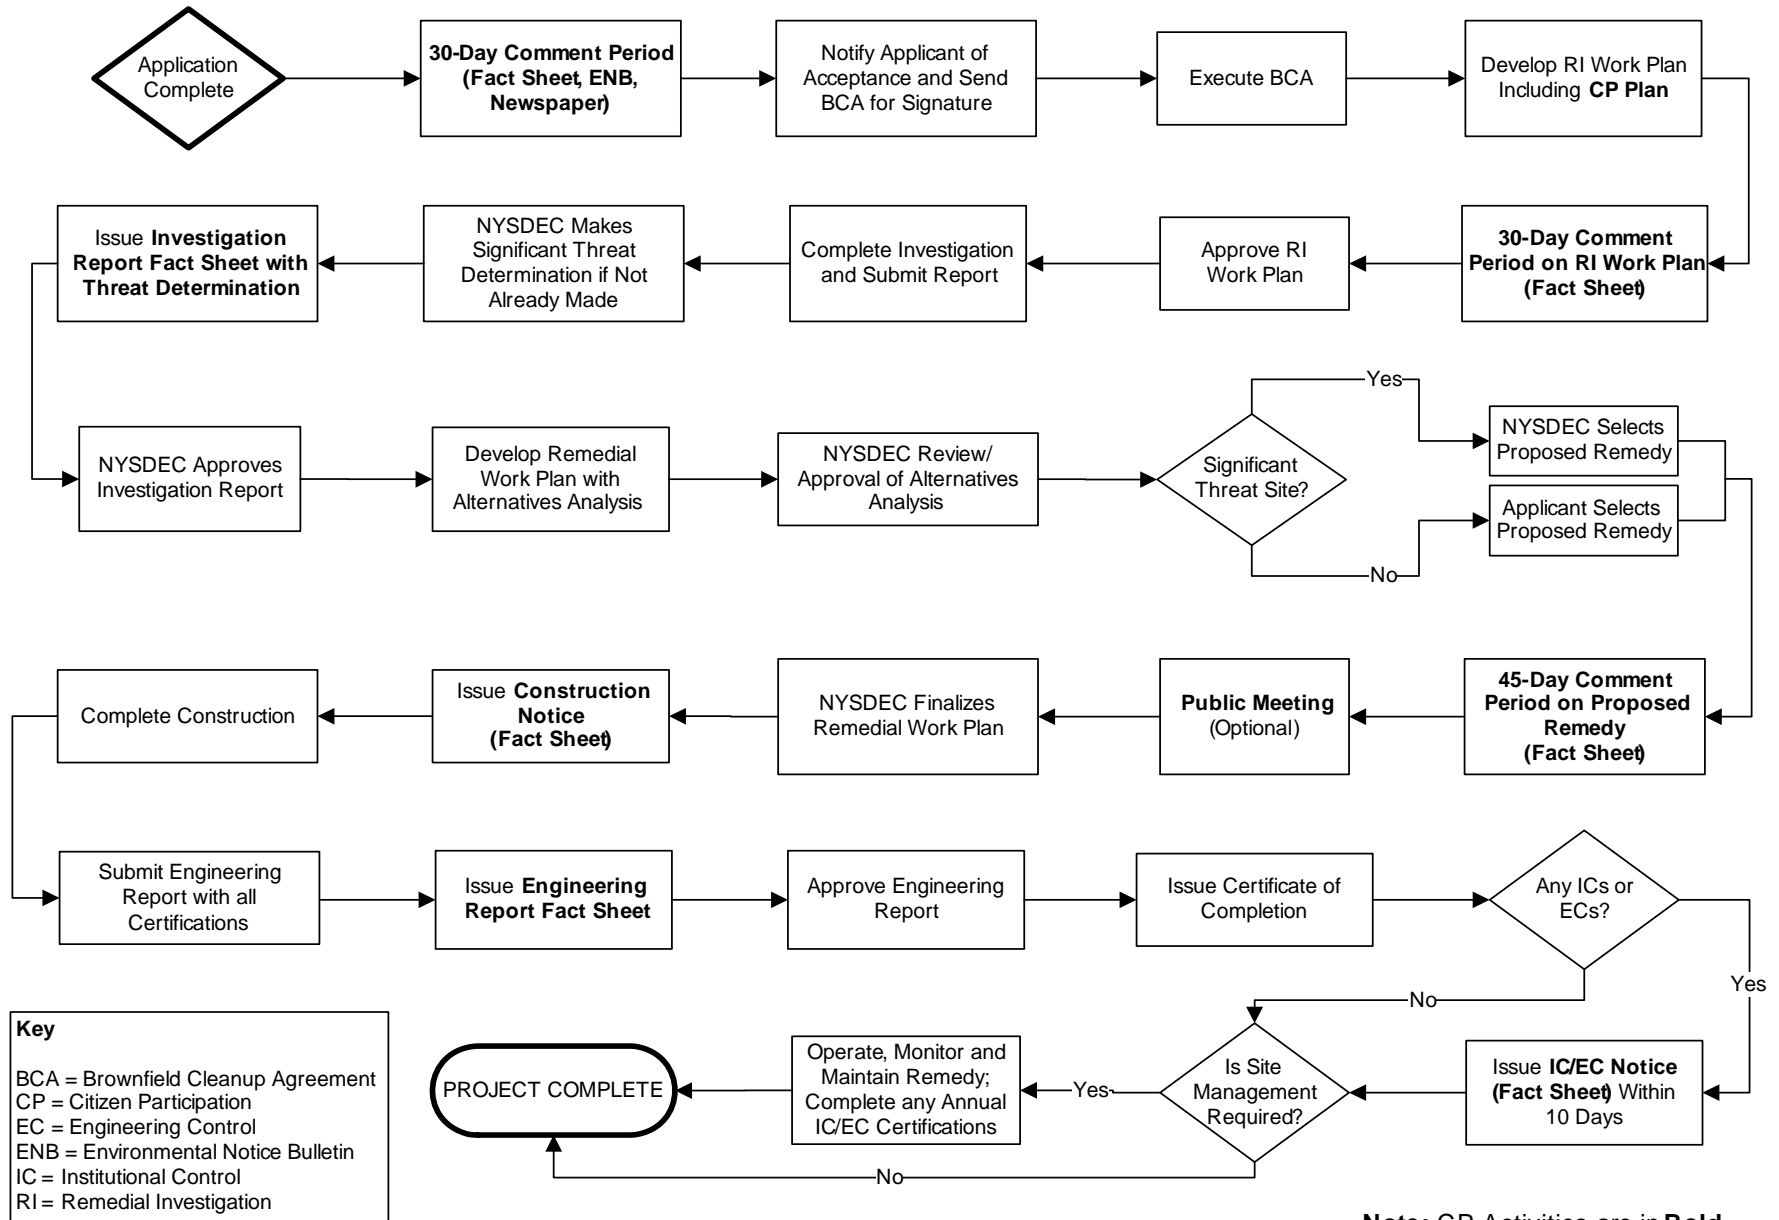 Application
Complete
30-Day Comment Period
(Fact Sheet, ENB,
Newspaper)
Notify Applicant of
Acceptance and Send
BCA for Signature
Execute BCA
Develop RI Work Plan
Including CP Plan
Issue Investigation
Report Fact Sheet with
Threat Determination
NYSDEC Makes
Significant Threat
Determination if Not
Already Made
Complete Investigation
and Submit Report
Approve RI
Work Plan
30-Day Comment
Period on RI Work Plan
(Fact Sheet)
NYSDEC Approves
Investigation Report
Develop Remedial
Work Plan with
Alternatives Analysis
NYSDEC Review/
Approval of Alternatives
Analysis
Significant
Threat Site?
Yes
No
NYSDEC Selects
Proposed Remedy
Applicant Selects
Proposed Remedy
Complete Construction
Issue Construction
Notice
(Fact Sheet)
NYSDEC Finalizes
Remedial Work Plan
Public Meeting
(Optional)
45-Day Comment
Period on Proposed
Remedy
(Fact Sheet)
Submit Engineering
Report with all
Certifications
Issue Engineering
Report Fact Sheet
Approve Engineering
Report
Issue Certificate of
Completion
Any ICs or
ECs?
Yes
No
Key
BCA = Brownfield Cleanup Agreement
CP = Citizen Participation
EC = Engineering Control
ENB = Environmental Notice Bulletin
IC = Institutional Control
RI = Remedial Investigation
PROJECT COMPLETE
Operate, Monitor and
Maintain Remedy;
Complete any Annual
IC/EC Certifications
Yes
Is Site
Management
Required?
Issue IC/EC Notice
(Fact Sheet) Within
10 Days
No
Note: CP Activities are in Bold